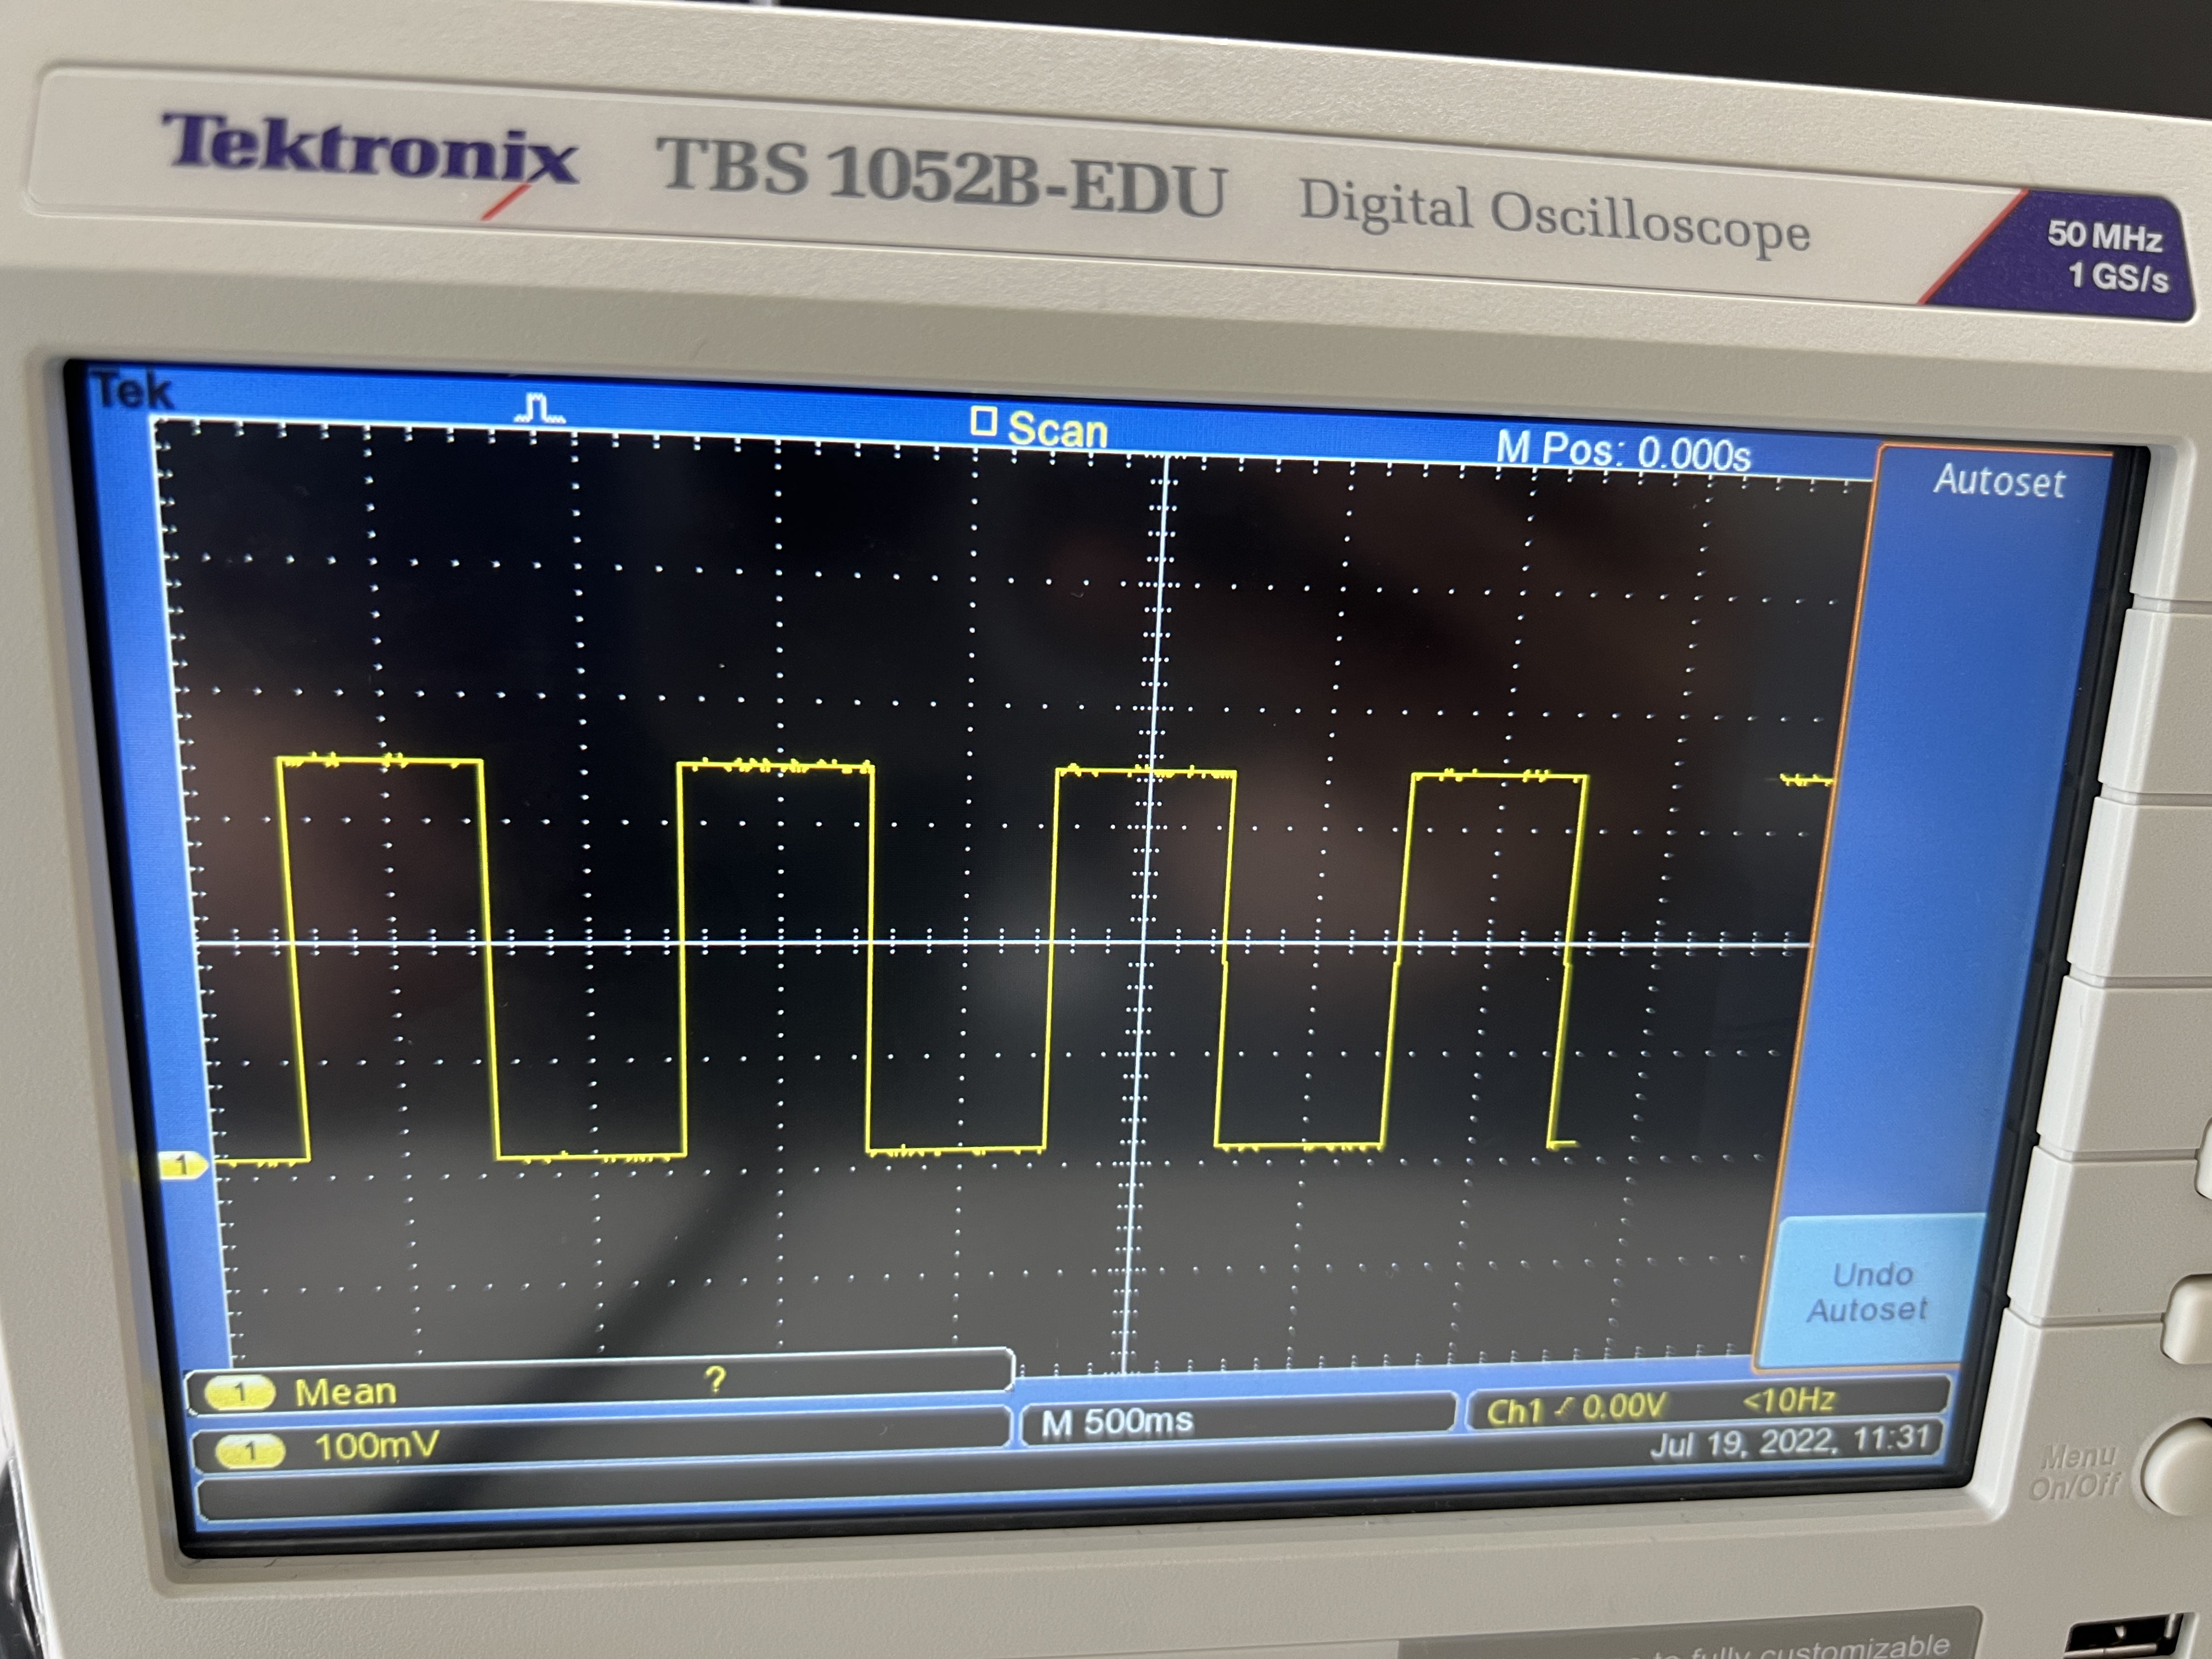 Tektronix TBS 1052B-EDU Digital Oscilloscope
50 MHz
1 GS/s
Tek
Scan
M Pos: 0.000s
Autoset
1
Undo
Autoset
1 Mean ?
1 100mV
M 500ms
Ch1 0.00V <10Hz
Jul 19, 2022, 11:31
Menu
On/Off
to fully customizable